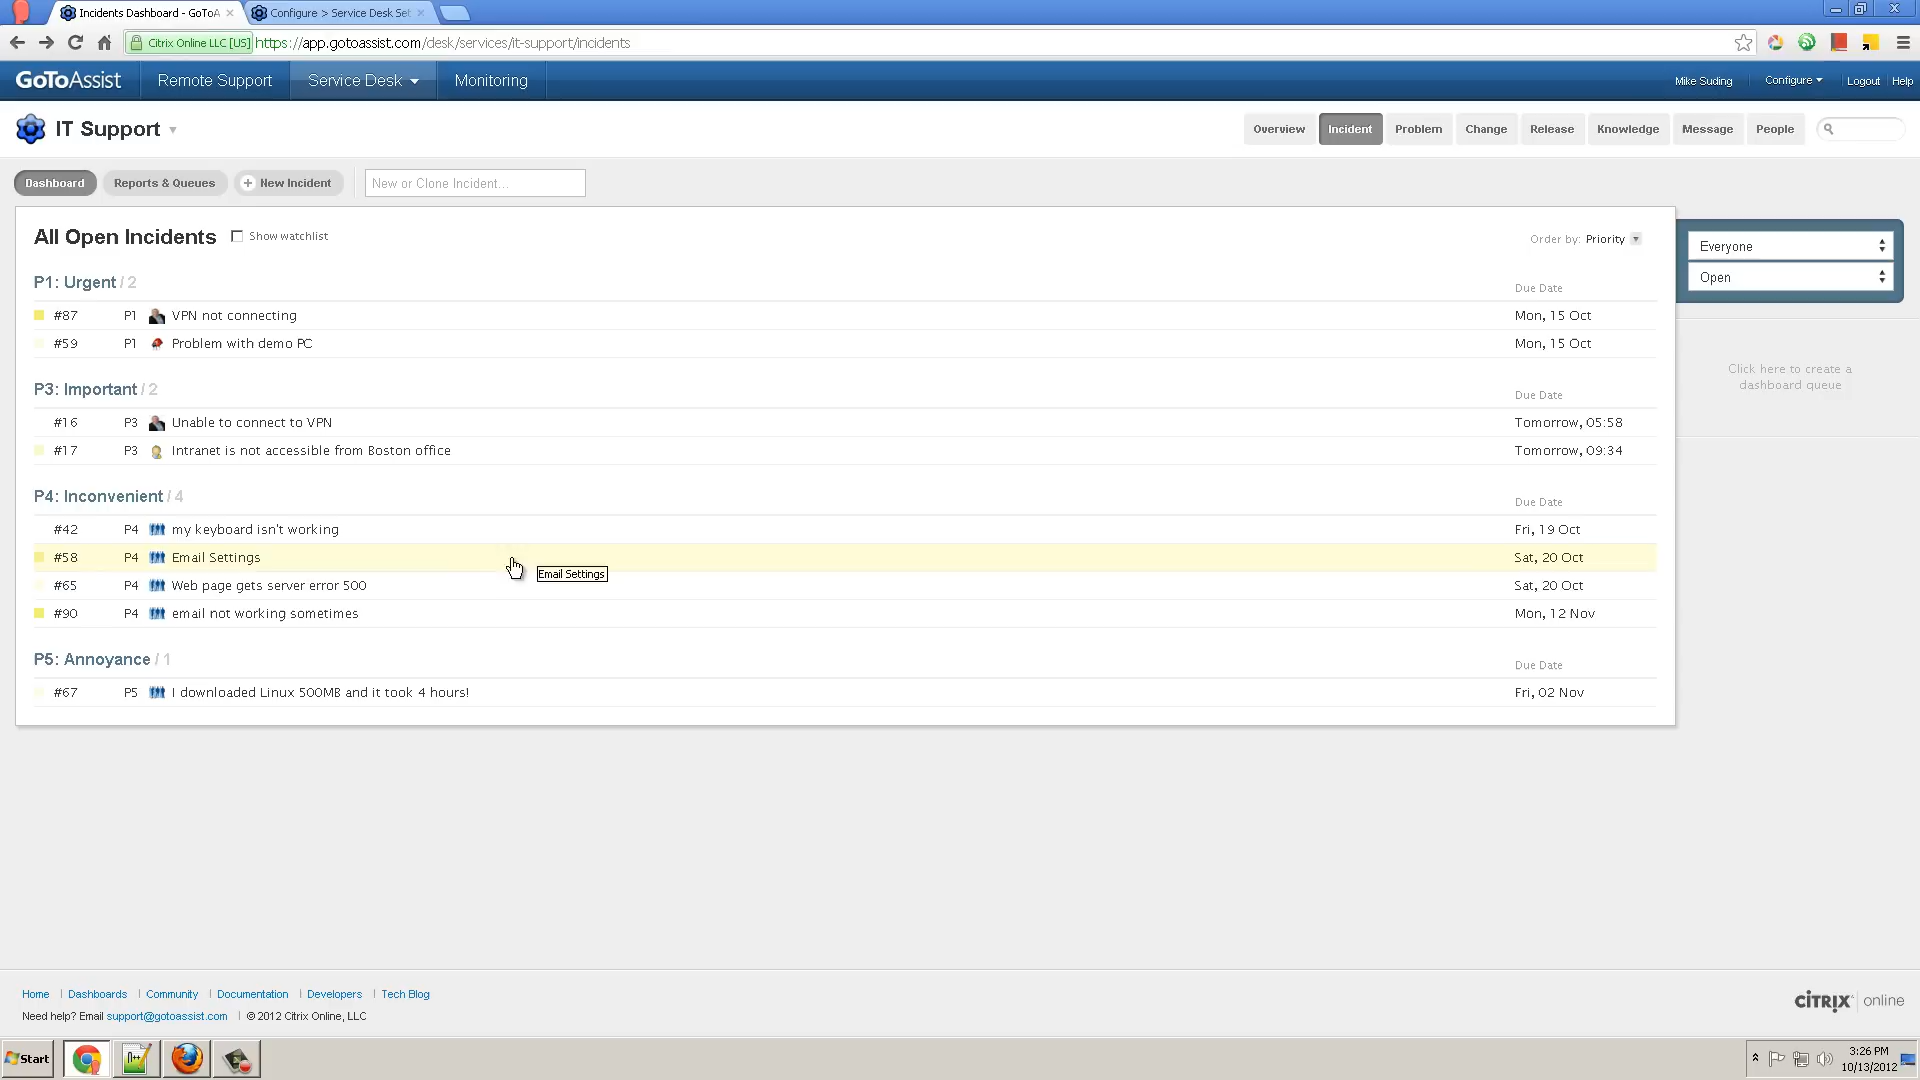 Incidents Dashboard - GoToA
Configure > Service Desk Set
Citrix Online LLC [US] https://app.gotoassist.com/desk/services/it-support/incidents
GoToAssist Remote Support Service Desk Monitoring Mike Suding Configure Logout Help
IT Support Overview Incident Problem Change Release Knowledge Message People
Dashboard Reports & Queues + New Incident New or Clone Incident...
All Open Incidents Show watchlist Order by: Priority
Everyone
Open
Click here to create a
dashboard queue
P1: Urgent / 2 Due Date
#87 P1 VPN not connecting Mon, 15 Oct
#59 P1 Problem with demo PC Mon, 15 Oct
P3: Important / 2 Due Date
#16 P3 Unable to connect to VPN Tomorrow, 05:58
#17 P3 Intranet is not accessible from Boston office Tomorrow, 09:34
P4: Inconvenient / 4 Due Date
#42 P4 my keyboard isn't working Fri, 19 Oct
#58 P4 Email Settings Sat, 20 Oct
Email Settings
#65 P4 Web page gets server error 500 Sat, 20 Oct
#90 P4 email not working sometimes Mon, 12 Nov
P5: Annoyance / 1 Due Date
#67 P5 I downloaded Linux 500MB and it took 4 hours! Fri, 02 Nov
Home | Dashboards | Community | Documentation | Developers | Tech Blog
Need help? Email support@gotoassist.com | © 2012 Citrix Online, LLC
CITRIX online
Start
3:26 PM
10/13/2012